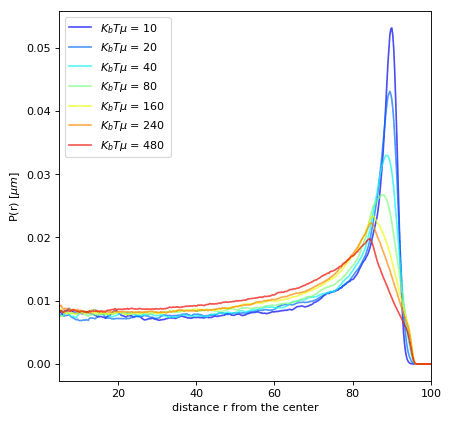 K_bTμ = 10
K_bTμ = 20
K_bTμ = 40
K_bTμ = 80
K_bTμ = 160
K_bTμ = 240
K_bTμ = 480
P(r) [μm]
0.05
0.04
0.03
0.02
0.01
0.00
20 40 60 80 100
distance r from the center